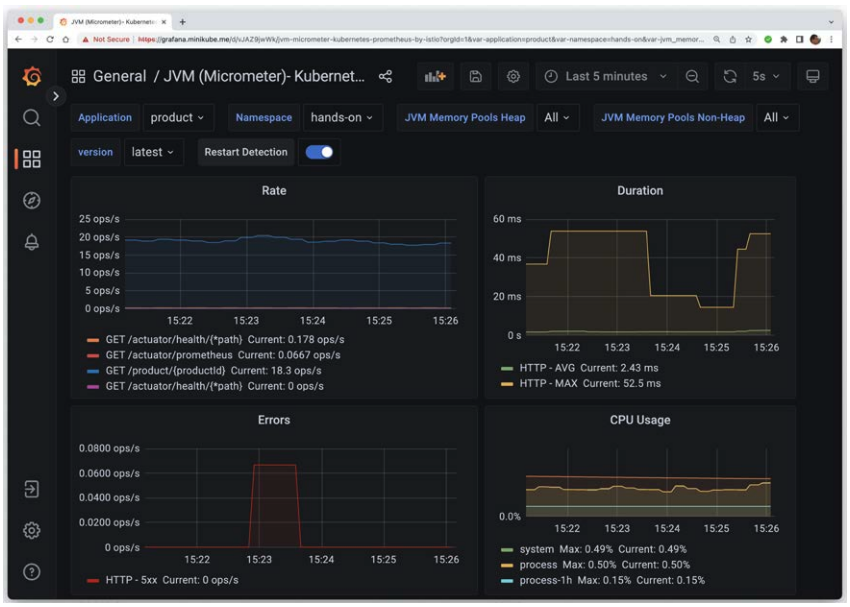 JVM (Micrometer)- Kubernetes
Not Secure | https://grafana.minikube.me/d/vJAZ9jwWk/jvm-micrometer-kubernetes-prometheus-by-istio?orgId=1&var-application=product&var-namespace=hands-on&var-jvm_memor...
General / JVM (Micrometer)- Kubernet...
Last 5 minutes
5s
Application product Namespace hands-on JVM Memory Pools Heap All JVM Memory Pools Non-Heap All
version latest Restart Detection
Rate
25 ops/s
20 ops/s
15 ops/s
10 ops/s
5 ops/s
0 ops/s
15:22 15:23 15:24 15:25 15:26
GET /actuator/health/{*path} Current: 0.178 ops/s
GET /actuator/prometheus Current: 0.0667 ops/s
GET /product/{productId} Current: 18.3 ops/s
GET /actuator/health/{*path} Current: 0 ops/s
Duration
60 ms
40 ms
20 ms
0 s
15:22 15:23 15:24 15:25 15:26
HTTP - AVG Current: 2.43 ms
HTTP - MAX Current: 52.5 ms
Errors
0.0800 ops/s
0.0600 ops/s
0.0400 ops/s
0.0200 ops/s
0 ops/s
15:22 15:23 15:24 15:25 15:26
HTTP - 5xx Current: 0 ops/s
CPU Usage
0.0%
15:22 15:23 15:24 15:25 15:26
system Max: 0.49% Current: 0.49%
process Max: 0.50% Current: 0.50%
process-1h Max: 0.15% Current: 0.15%